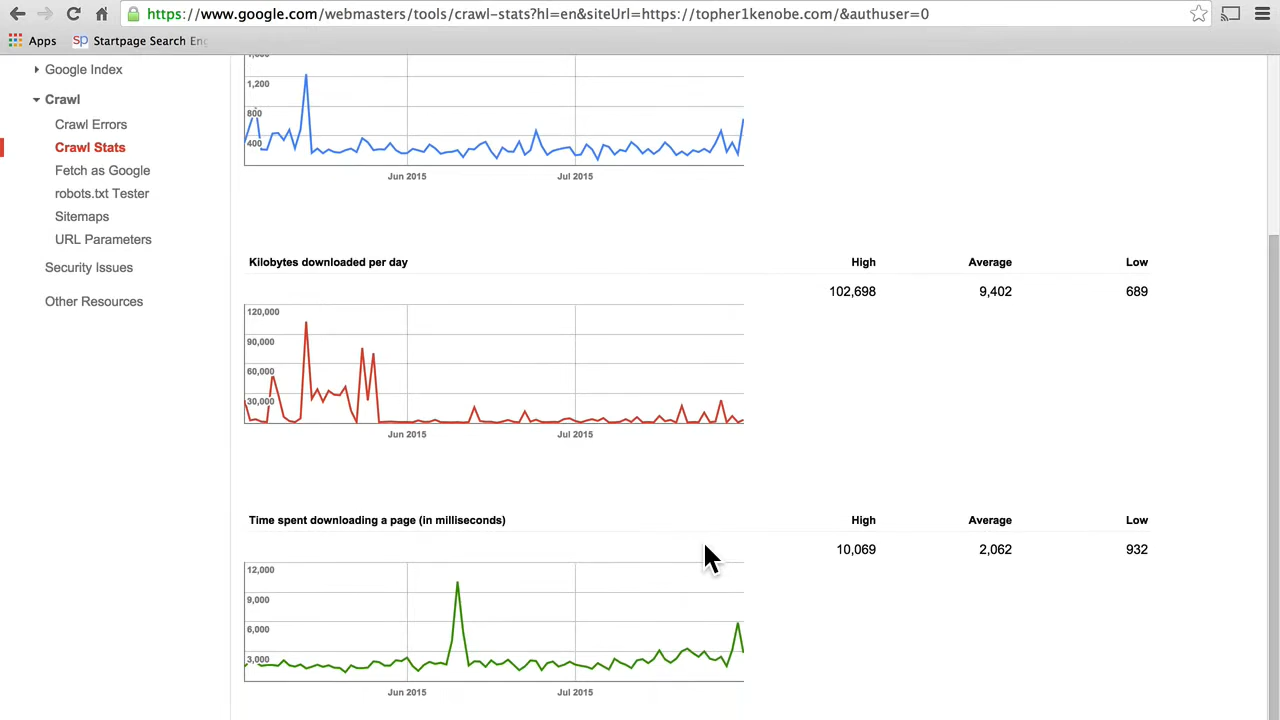 https://www.google.com/webmasters/tools/crawl-stats?hl=en&siteUrl=https://topher1kenobe.com/&authuser=0
Apps
Startpage Search Eng
Google Index
Crawl
Crawl Errors
Crawl Stats
Fetch as Google
robots.txt Tester
Sitemaps
URL Parameters
Security Issues
Other Resources
1,200
800
400
Jun 2015 Jul 2015
Kilobytes downloaded per day High Average Low
102,698 9,402 689
120,000
90,000
60,000
30,000
Jun 2015 Jul 2015
Time spent downloading a page (in milliseconds) High Average Low
10,069 2,062 932
12,000
9,000
6,000
3,000
Jun 2015 Jul 2015